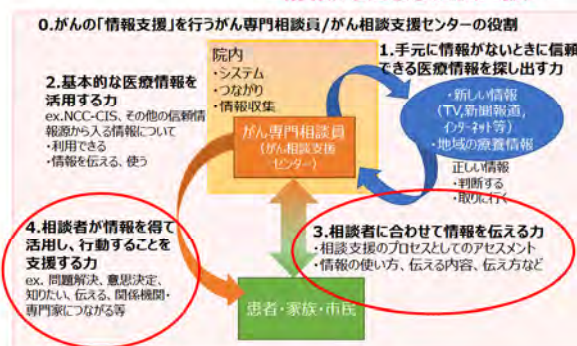 0.がんの「情報支援」を行うがん専門相談員/がん相談支援センターの役割
1.手元に情報がないときに信頼
できる医療情報を探し出す力
院内
・システム
・つながり
・情報収集
2.基本的な医療情報を
活用する力
ex.NCC-CIS、その他の信頼情
報源から入る情報について
・利用できる
・情報を伝える、使う
・新しい情報
(TV,新聞報道,
インターネット等)
・地域の療養情報
がん専門相談員
(がん相談支援
センター)
正しい情報
・判断する
・取りに行く
3.相談者に合わせて情報を伝える力
・相談支援のプロセスとしてのアセスメント
・情報の使い方、伝える内容、伝え方など
4.相談者が情報を得て
活用し、行動することを
支援する力
ex. 問題解決、意思決定、
知りたい、伝える、関係機関・
専門家につながる等
患者・家族・市民